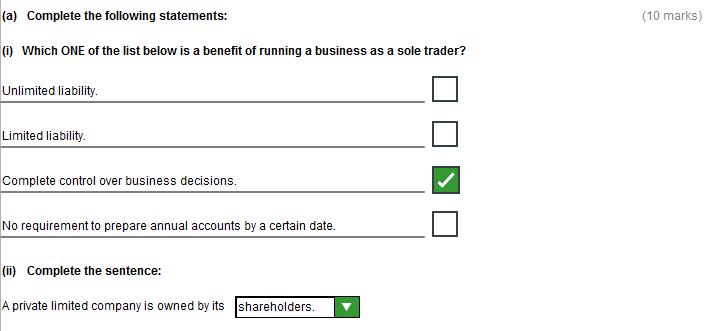 (a) Complete the following statements: (10 marks)
(i) Which ONE of the list below is a benefit of running a business as a sole trader?
Unlimited liability.
Limited liability.
Complete control over business decisions.
No requirement to prepare annual accounts by a certain date.
(ii) Complete the sentence:
A private limited company is owned by its shareholders.